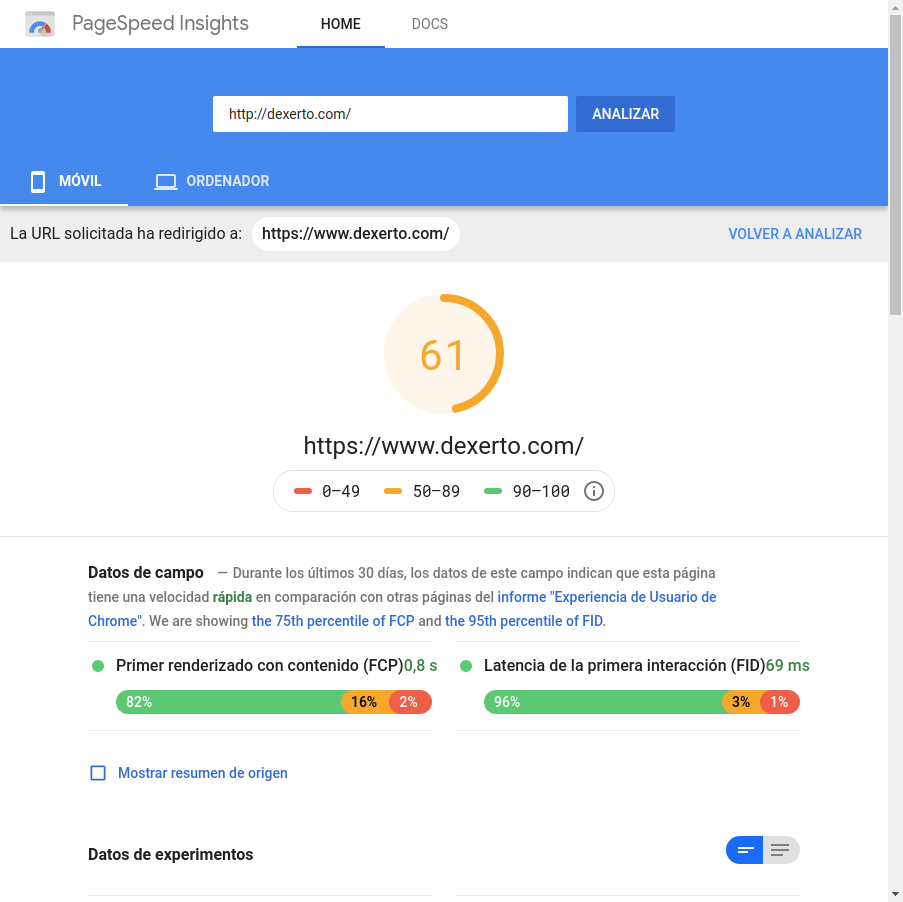 PageSpeed Insights
HOME
DOCS
http://dexerto.com/
ANALIZAR
MÓVIL
ORDENADOR
La URL solicitada ha redirigido a:
https://www.dexerto.com/
VOLVER A ANALIZAR
61
https://www.dexerto.com/
0–49
50–89
90–100
Datos de campo — Durante los últimos 30 días, los datos de este campo indican que esta página
tiene una velocidad rápida en comparación con otras páginas del informe "Experiencia de Usuario de
Chrome". We are showing the 75th percentile of FCP and the 95th percentile of FID.
Primer renderizado con contenido (FCP) 0,8 s
82% 16% 2%
Latencia de la primera interacción (FID) 69 ms
96% 3% 1%
Mostrar resumen de origen
Datos de experimentos